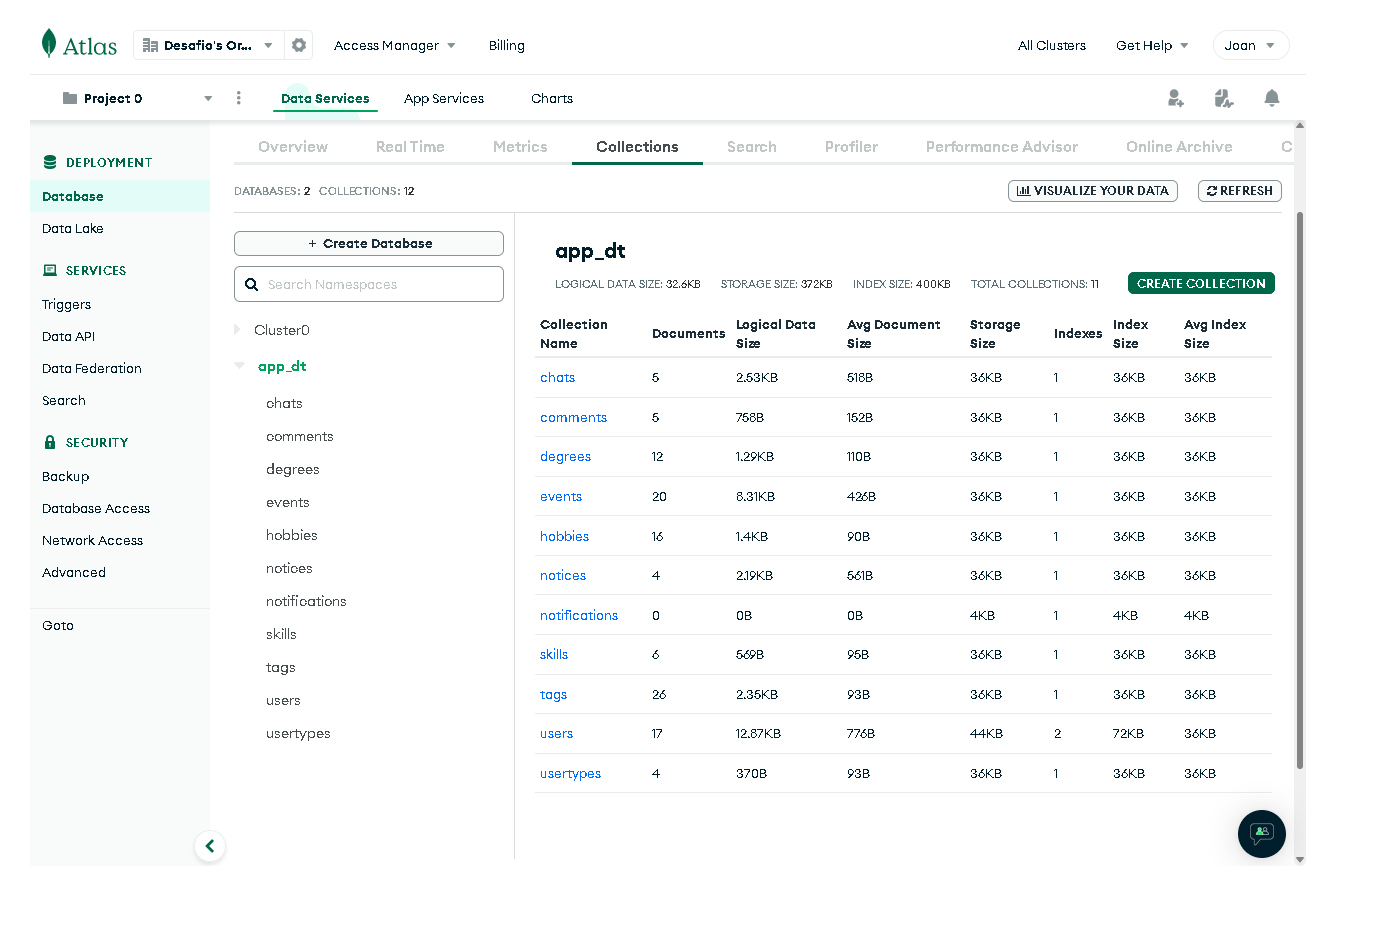 Atlas
Desafio's Or...
Access Manager
Billing
All Clusters
Get Help
Joan
Project 0
Data Services
App Services
Charts
DEPLOYMENT
Database
Data Lake
SERVICES
Triggers
Data API
Data Federation
Search
SECURITY
Backup
Database Access
Network Access
Advanced
Goto
Overview
Real Time
Metrics
Collections
Search
Profiler
Performance Advisor
Online Archive
C
DATABASES: 2 COLLECTIONS: 12
VISUALIZE YOUR DATA
REFRESH
+ Create Database
Search Namespaces
Cluster0
app_dt
chats
comments
degrees
events
hobbies
notices
notifications
skills
tags
users
usertypes
app_dt
LOGICAL DATA SIZE: 32.6KB STORAGE SIZE: 372KB INDEX SIZE: 400KB TOTAL COLLECTIONS: 11
CREATE COLLECTION
Collection Name Documents Logical Data Size Avg Document Size Storage Size Indexes Index Size Avg Index Size
chats 5 2.53KB 518B 36KB 1 36KB 36KB
comments 5 758B 152B 36KB 1 36KB 36KB
degrees 12 1.29KB 110B 36KB 1 36KB 36KB
events 20 8.31KB 426B 36KB 1 36KB 36KB
hobbies 16 1.4KB 90B 36KB 1 36KB 36KB
notices 4 2.19KB 561B 36KB 1 36KB 36KB
notifications 0 0B 0B 4KB 1 4KB 4KB
skills 6 569B 95B 36KB 1 36KB 36KB
tags 26 2.35KB 93B 36KB 1 36KB 36KB
users 17 12.87KB 776B 44KB 2 72KB 36KB
usertypes 4 370B 93B 36KB 1 36KB 36KB